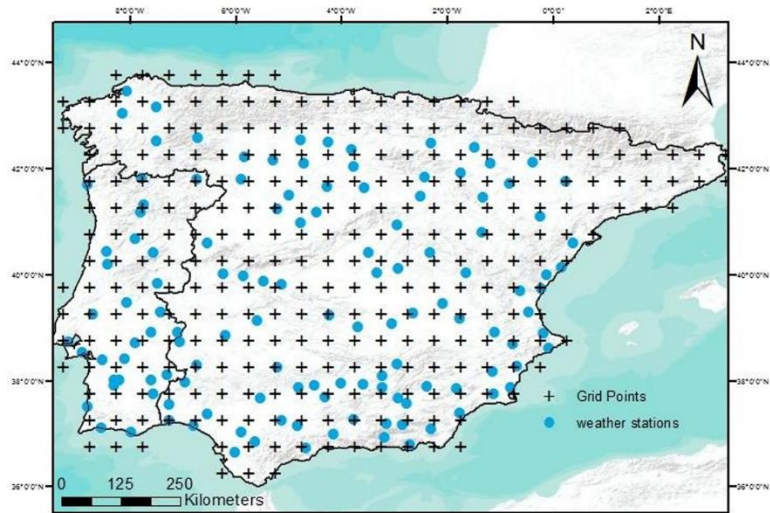 8°0'0"W 6°0'0"W 4°0'0"W 2°0'0"W 0°0'0" 2°0'0"E
N
44°0'0"N 44°0'0"N
42°0'0"N 42°0'0"N
40°0'0"N 40°0'0"N
38°0'0"N 38°0'0"N
Grid Points
weather stations
0 125 250
Kilometers
36°0'0"N 36°0'0"N